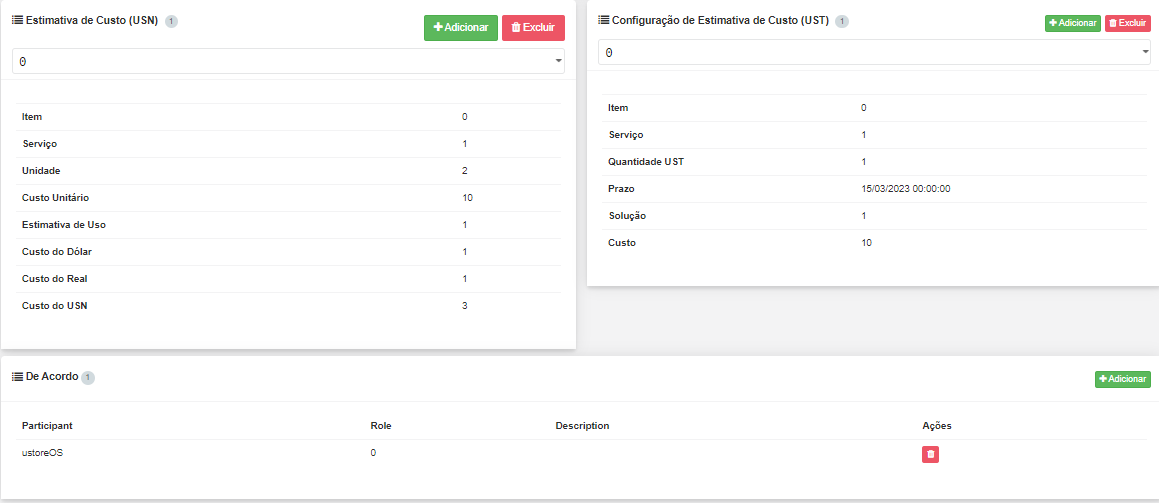 Estimativa de Custo (USN) 1
Adicionar Excluir
0
Item 0
Serviço 1
Unidade 2
Custo Unitário 10
Estimativa de Uso 1
Custo do Dólar 1
Custo do Real 1
Custo do USN 3
Configuração de Estimativa de Custo (UST) 1
Adicionar Excluir
0
Item 0
Serviço 1
Quantidade UST 1
Prazo 15/03/2023 00:00:00
Solução 1
Custo 10
De Acordo 1
Adicionar
Participant Role Description Ações
ustoreOS 0